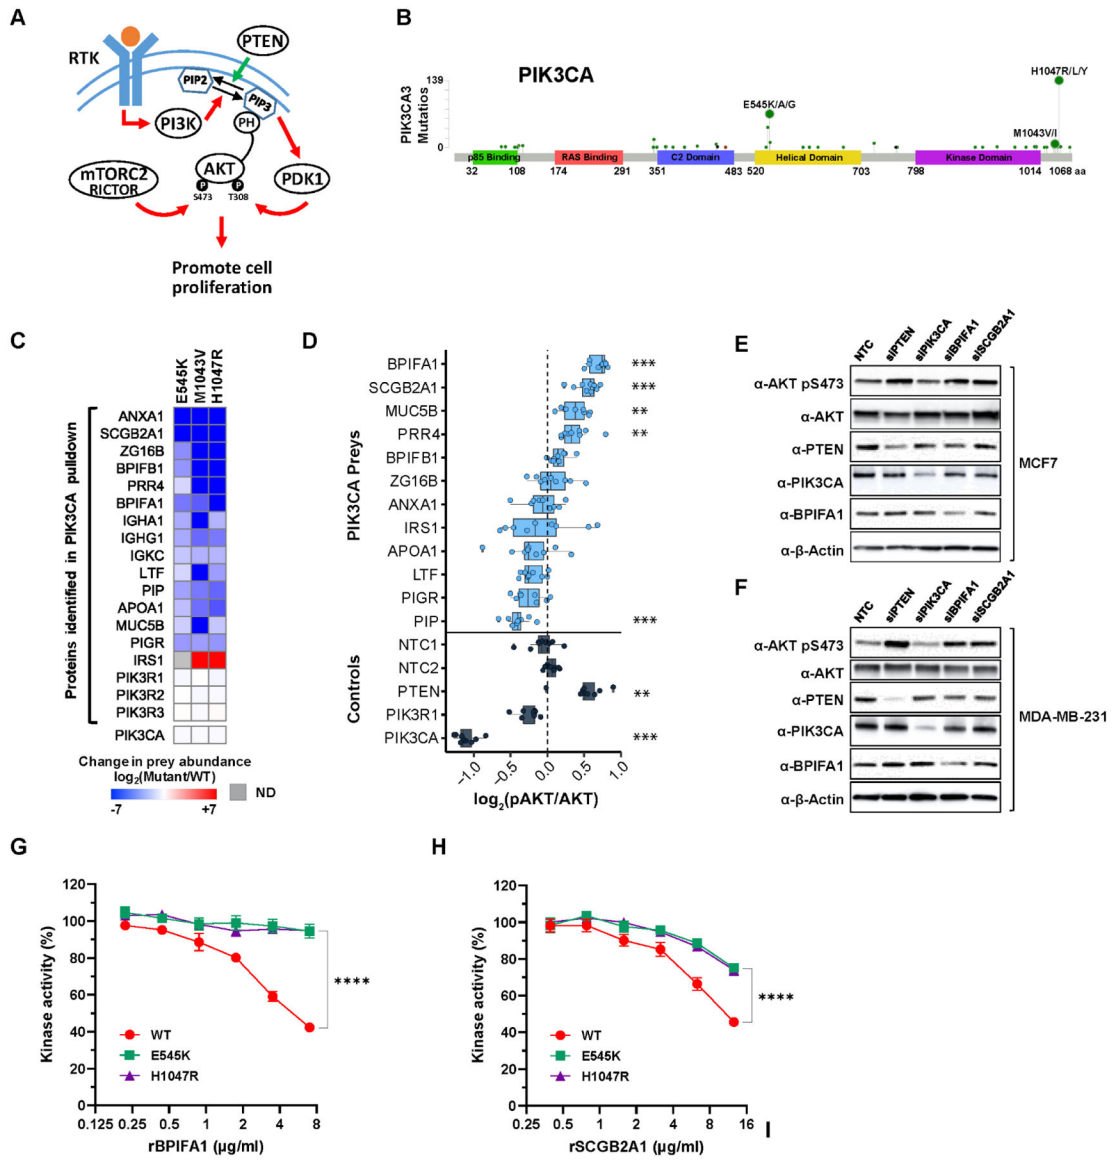 A
RTK
PTEN
PIP2
PIP3
PI3K
PH
mTORC2
RICTOR
AKT
PDK1
P
P
S473
T308
Promote cell
proliferation
B
PIK3CA
PIK3CA3
Mutatios
139
0
E545K/A/G
H1047R/L/Y
M1043V/I
p85 Binding
RAS Binding
C2 Domain
Helical Domain
Kinase Domain
32 108 174 291 351 483 520 703 798 1014 1068 aa
C
E545K
M1043V
H1047R
Proteins identified in PIK3CA pulldown
ANXA1
SCGB2A1
ZG16B
BPIFB1
PRR4
BPIFA1
IGHA1
IGHG1
IGKC
LTF
PIP
APOA1
MUC5B
PIGR
IRS1
PIK3R1
PIK3R2
PIK3R3
PIK3CA
Change in prey abundance
log2(Mutant/WT)
-7 +7
ND
D
PIK3CA Preys
BPIFA1 ***
SCGB2A1 ***
MUC5B **
PRR4 **
BPIFB1
ZG16B
ANXA1
IRS1
APOA1
LTF
PIGR
PIP ***
Controls
NTC1
NTC2
PTEN **
PIK3R1
PIK3CA ***
−1.0 −0.5 0.0 0.5 1.0
log2(pAKT/AKT)
E
NTC
siPTEN
siPIK3CA
siBPIFA1
siSCGB2A1
α-AKT pS473
α-AKT
α-PTEN
α-PIK3CA
α-BPIFA1
α-β-Actin
MCF7
F
NTC
siPTEN
siPIK3CA
siBPIFA1
siSCGB2A1
α-AKT pS473
α-AKT
α-PTEN
α-PIK3CA
α-BPIFA1
α-β-Actin
MDA-MB-231
G
Kinase activity (%)
120
100
80
60
40
20
0
****
WT
E545K
H1047R
0.125 0.25 0.5 1 2 4 8
rBPIFA1 (µg/ml)
H
Kinase activity (%)
120
100
80
60
40
20
0
****
WT
E545K
H1047R
0.25 0.5 1 2 4 8 16
rSCGB2A1 (µg/ml)
I